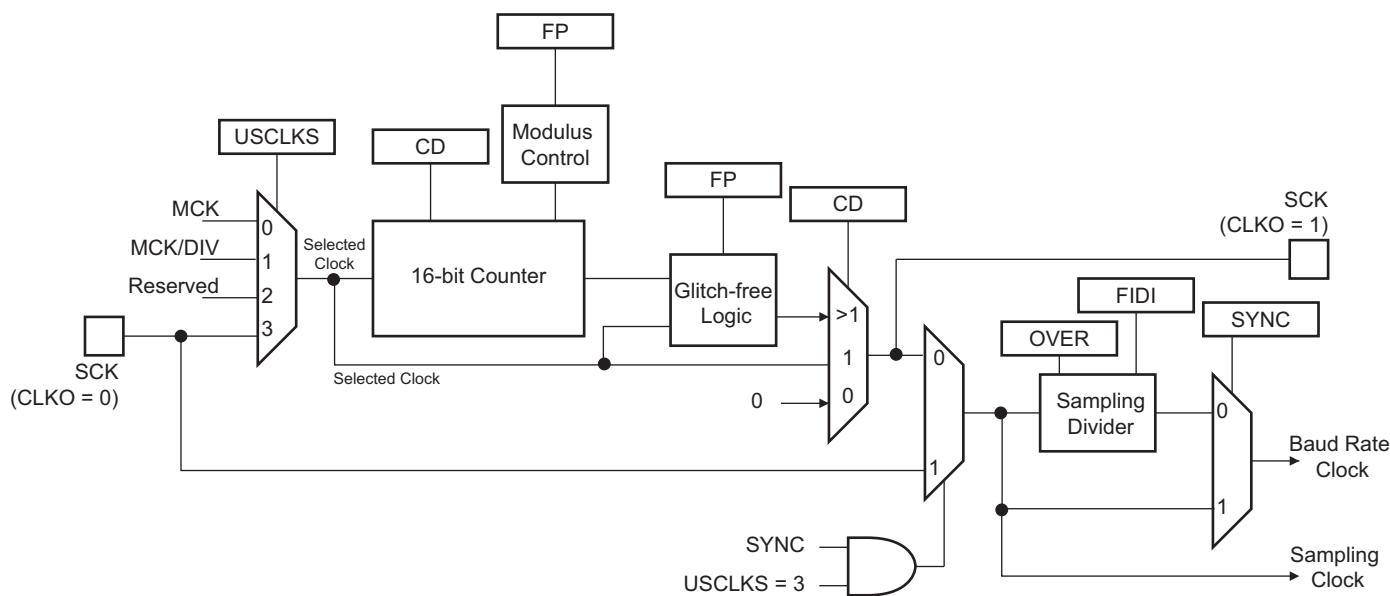 FP
USCLKS
CD
Modulus
Control
FP
CD
SCK
(CLKO = 1)
MCK
0
MCK/DIV
1
Reserved
2
3
Selected
Clock
16-bit Counter
Glitch-free
Logic
>1
1
0
0
SCK
(CLKO = 0)
Selected Clock
0
1
FIDI
OVER
SYNC
Sampling
Divider
0
1
Baud Rate
Clock
SYNC
USCLKS = 3
Sampling
Clock